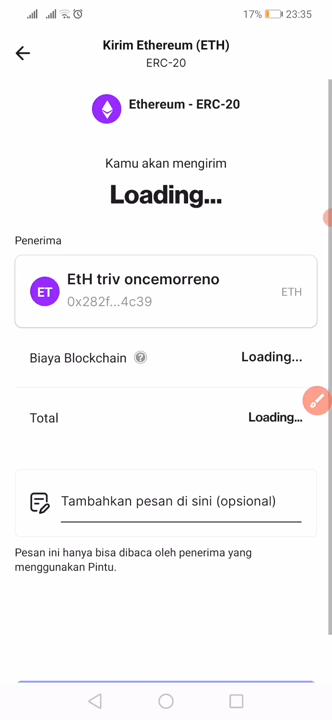 17% 23:35
Kirim Ethereum (ETH)
ERC-20
Ethereum - ERC-20
Kamu akan mengirim
Loading...
Penerima
ET
EtH triv oncemorreno
0x282f...4c39
ETH
Biaya Blockchain ?
Loading...
Total
Loading...
Tambahkan pesan di sini (opsional)
Pesan ini hanya bisa dibaca oleh penerima yang
menggunakan Pintu.